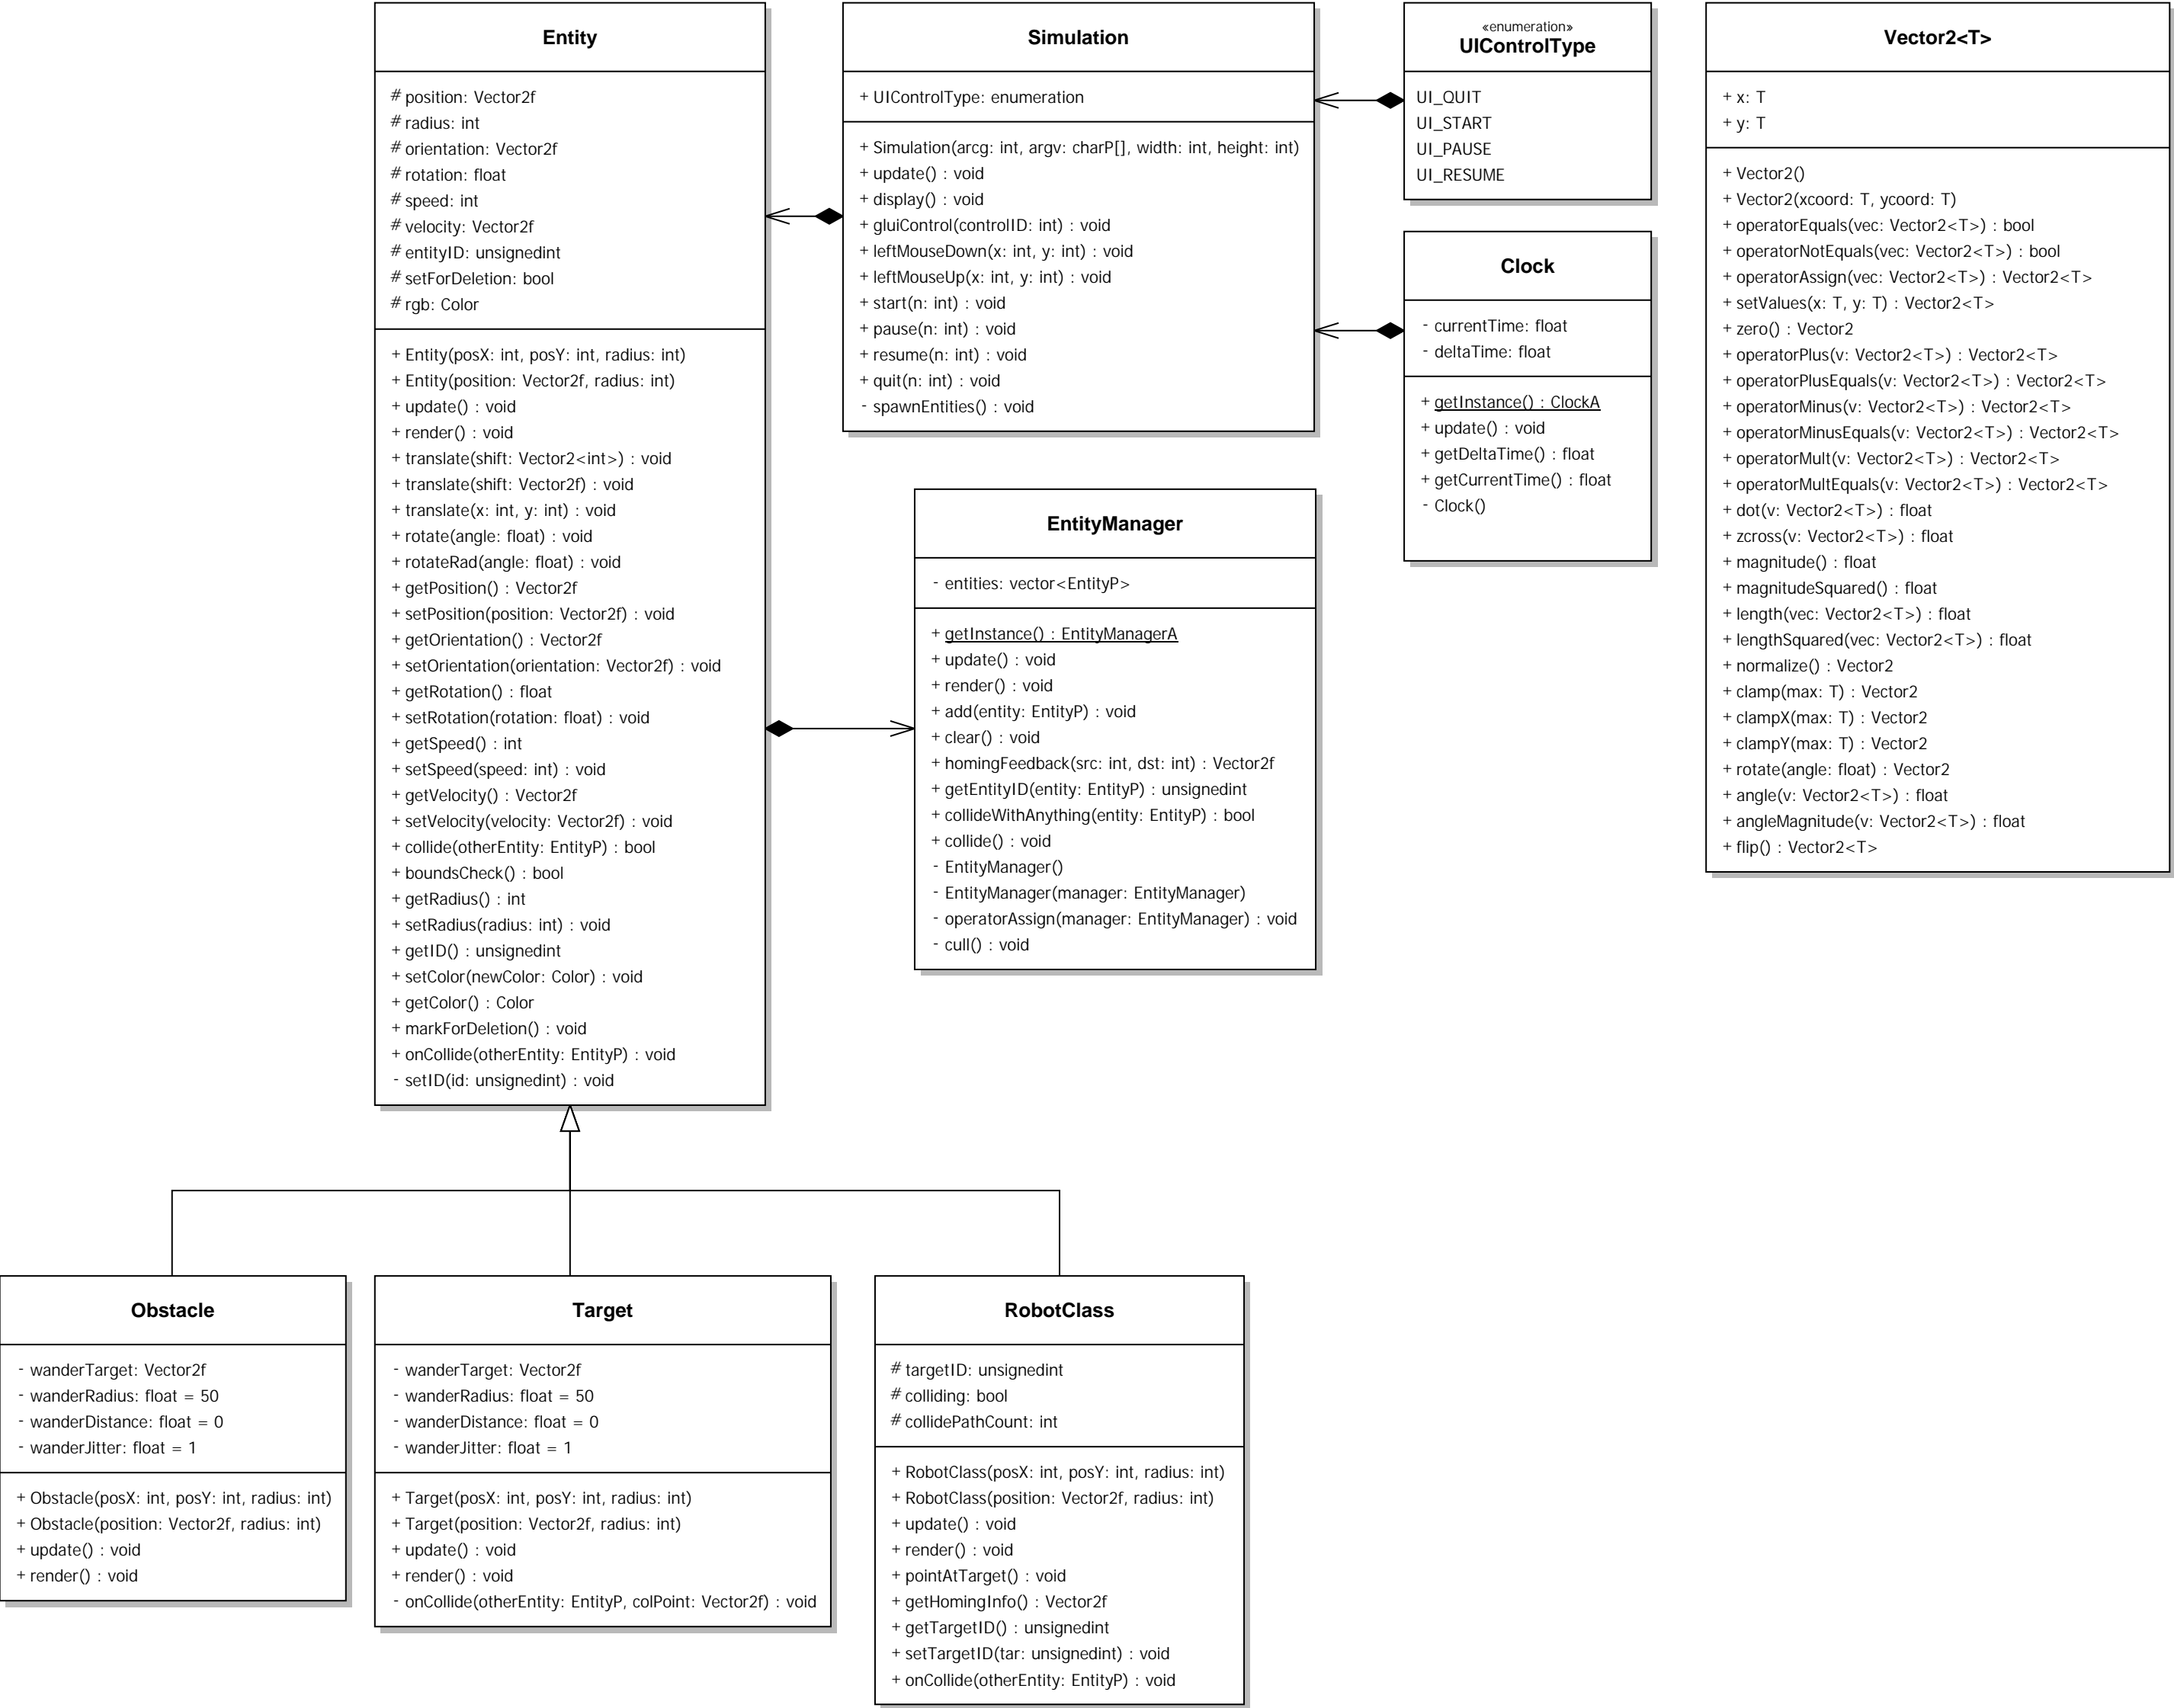 Entity
# position: Vector2f
# radius: int
# orientation: Vector2f
# rotation: float
# speed: int
# velocity: Vector2f
# entityID: unsignedint
# setForDeletion: bool
# rgb: Color
+ Entity(posX: int, posY: int, radius: int)
+ Entity(position: Vector2f, radius: int)
+ update() : void
+ render() : void
+ translate(shift: Vector2<int>) : void
+ translate(shift: Vector2f) : void
+ translate(x: int, y: int) : void
+ rotate(angle: float) : void
+ rotateRad(angle: float) : void
+ getPosition() : Vector2f
+ setPosition(position: Vector2f) : void
+ getOrientation() : Vector2f
+ setOrientation(orientation: Vector2f) : void
+ getRotation() : float
+ setRotation(rotation: float) : void
+ getSpeed() : int
+ setSpeed(speed: int) : void
+ getVelocity() : Vector2f
+ setVelocity(velocity: Vector2f) : void
+ collide(otherEntity: EntityP) : bool
+ boundsCheck() : bool
+ getRadius() : int
+ setRadius(radius: int) : void
+ getID() : unsignedint
+ setColor(newColor: Color) : void
+ getColor() : Color
+ markForDeletion() : void
+ onCollide(otherEntity: EntityP) : void
- setID(id: unsignedint) : void
Simulation
+ UIControlType: enumeration
+ Simulation(arcg: int, argv: charP[], width: int, height: int)
+ update() : void
+ display() : void
+ gluiControl(controlID: int) : void
+ leftMouseDown(x: int, y: int) : void
+ leftMouseUp(x: int, y: int) : void
+ start(n: int) : void
+ pause(n: int) : void
+ resume(n: int) : void
+ quit(n: int) : void
- spawnEntities() : void
«enumeration»
UIControlType
UI_QUIT
UI_START
UI_PAUSE
UI_RESUME
Clock
- currentTime: float
- deltaTime: float
+ getInstance() : ClockA
+ update() : void
+ getDeltaTime() : float
+ getCurrentTime() : float
- Clock()
EntityManager
- entities: vector<EntityP>
+ getInstance() : EntityManagerA
+ update() : void
+ render() : void
+ add(entity: EntityP) : void
+ clear() : void
+ homingFeedback(src: int, dst: int) : Vector2f
+ getEntityID(entity: EntityP) : unsignedint
+ collideWithAnything(entity: EntityP) : bool
+ collide() : void
- EntityManager()
- EntityManager(manager: EntityManager)
- operatorAssign(manager: EntityManager) : void
- cull() : void
Vector2<T>
+ x: T
+ y: T
+ Vector2()
+ Vector2(xcoord: T, ycoord: T)
+ operatorEquals(vec: Vector2<T>) : bool
+ operatorNotEquals(vec: Vector2<T>) : bool
+ operatorAssign(vec: Vector2<T>) : Vector2<T>
+ setValues(x: T, y: T) : Vector2<T>
+ zero() : Vector2
+ operatorPlus(v: Vector2<T>) : Vector2<T>
+ operatorPlusEquals(v: Vector2<T>) : Vector2<T>
+ operatorMinus(v: Vector2<T>) : Vector2<T>
+ operatorMinusEquals(v: Vector2<T>) : Vector2<T>
+ operatorMult(v: Vector2<T>) : Vector2<T>
+ operatorMultEquals(v: Vector2<T>) : Vector2<T>
+ dot(v: Vector2<T>) : float
+ zcross(v: Vector2<T>) : float
+ magnitude() : float
+ magnitudeSquared() : float
+ length(vec: Vector2<T>) : float
+ lengthSquared(vec: Vector2<T>) : float
+ normalize() : Vector2
+ clamp(max: T) : Vector2
+ clampX(max: T) : Vector2
+ clampY(max: T) : Vector2
+ rotate(angle: float) : Vector2
+ angle(v: Vector2<T>) : float
+ angleMagnitude(v: Vector2<T>) : float
+ flip() : Vector2<T>
Obstacle
- wanderTarget: Vector2f
- wanderRadius: float = 50
- wanderDistance: float = 0
- wanderJitter: float = 1
+ Obstacle(posX: int, posY: int, radius: int)
+ Obstacle(position: Vector2f, radius: int)
+ update() : void
+ render() : void
Target
- wanderTarget: Vector2f
- wanderRadius: float = 50
- wanderDistance: float = 0
- wanderJitter: float = 1
+ Target(posX: int, posY: int, radius: int)
+ Target(position: Vector2f, radius: int)
+ update() : void
+ render() : void
- onCollide(otherEntity: EntityP, colPoint: Vector2f) : void
RobotClass
# targetID: unsignedint
# colliding: bool
# collidePathCount: int
+ RobotClass(posX: int, posY: int, radius: int)
+ RobotClass(position: Vector2f, radius: int)
+ update() : void
+ render() : void
+ pointAtTarget() : void
+ getHomingInfo() : Vector2f
+ getTargetID() : unsignedint
+ setTargetID(tar: unsignedint) : void
+ onCollide(otherEntity: EntityP) : void